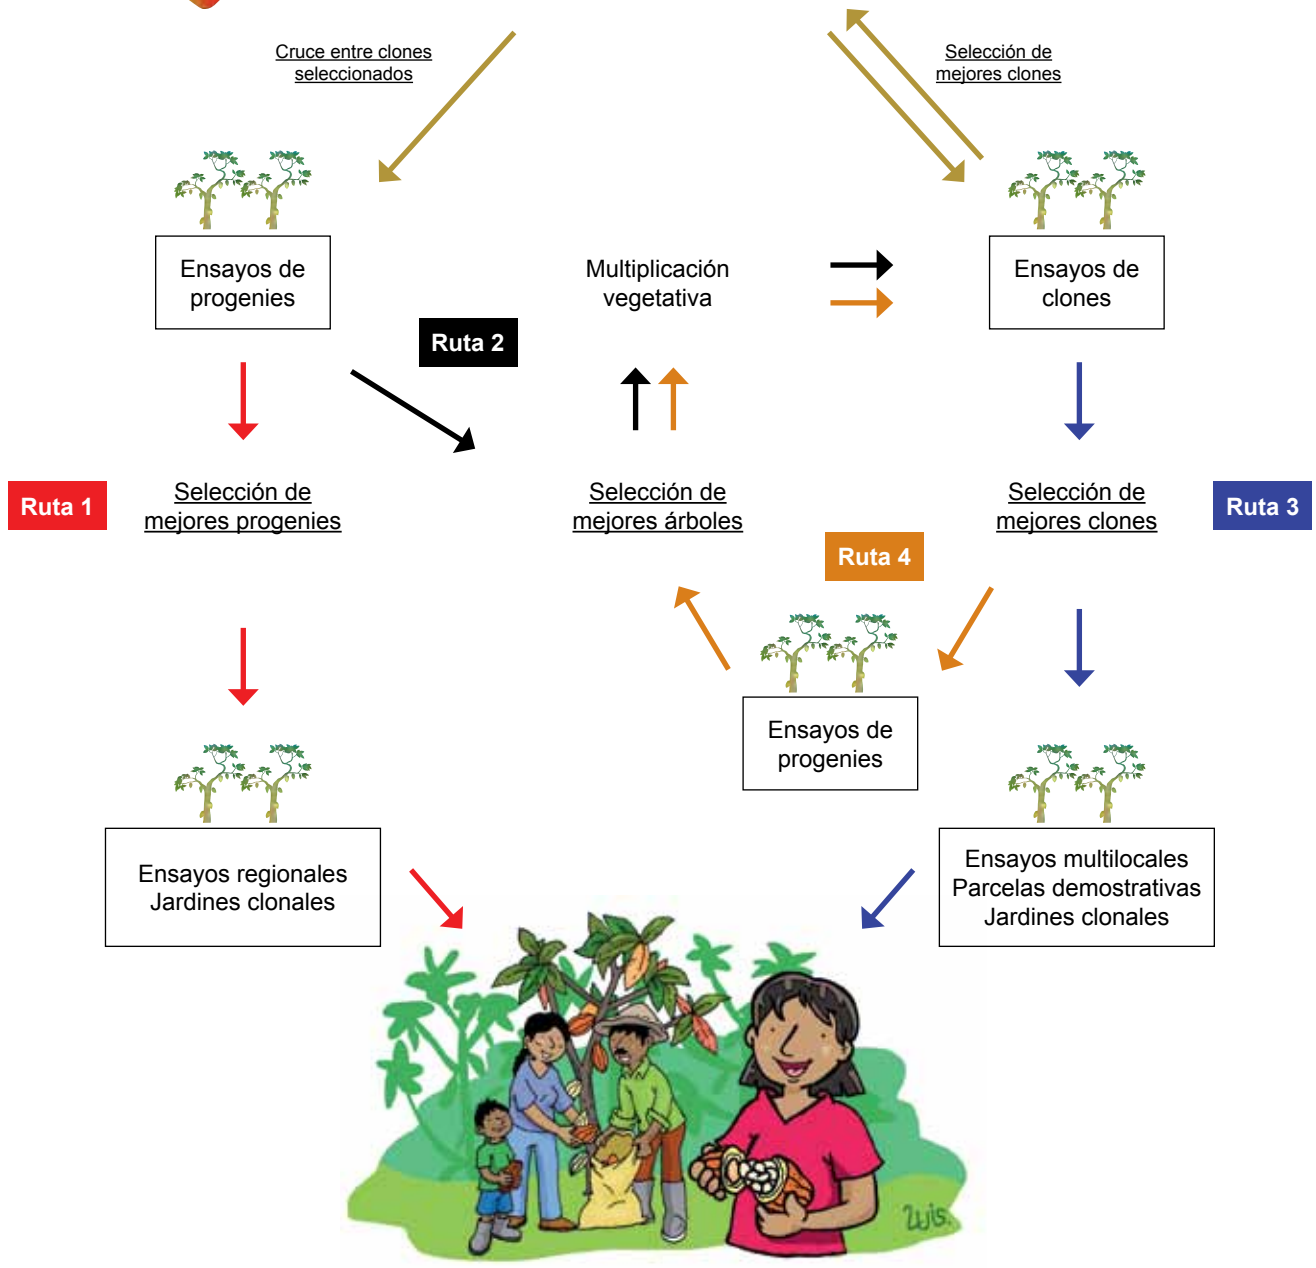 Cruce entre clones
seleccionados
Selección de
mejores clones
Ensayos de
progenies
Multiplicación
vegetativa
Ensayos de
clones
Ruta 2
Ruta 1
Selección de
mejores progenies
Selección de
mejores árboles
Selección de
mejores clones
Ruta 3
Ruta 4
Ensayos de
progenies
Ensayos regionales
Jardines clonales
Ensayos multilocales
Parcelas demostrativas
Jardines clonales
Luis.